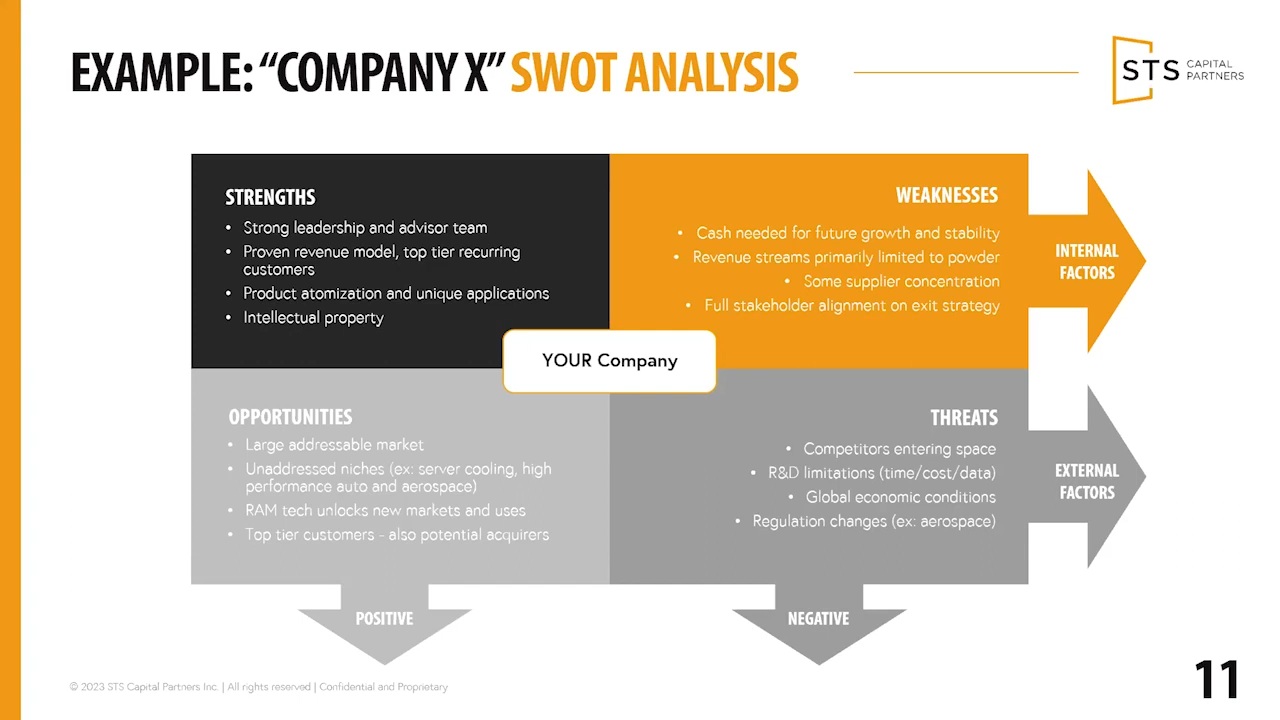 EXAMPLE: “COMPANY X” SWOT ANALYSIS
STS CAPITAL PARTNERS
STRENGTHS
• Strong leadership and advisor team
• Proven revenue model, top tier recurring
customers
• Product atomization and unique applications
• Intellectual property
WEAKNESSES
• Cash needed for future growth and stability
• Revenue streams primarily limited to powder
• Some supplier concentration
• Full stakeholder alignment on exit strategy
INTERNAL
FACTORS
YOUR Company
OPPORTUNITIES
• Large addressable market
• Unaddressed niches (ex: server cooling, high
performance auto and aerospace)
• RAM tech unlocks new markets and uses
• Top tier customers - also potential acquirers
THREATS
• Competitors entering space
• R&D limitations (time/cost/data)
• Global economic conditions
• Regulation changes (ex: aerospace)
EXTERNAL
FACTORS
POSITIVE
NEGATIVE
© 2023 STS Capital Partners Inc. | All rights reserved | Confidential and Proprietary
11